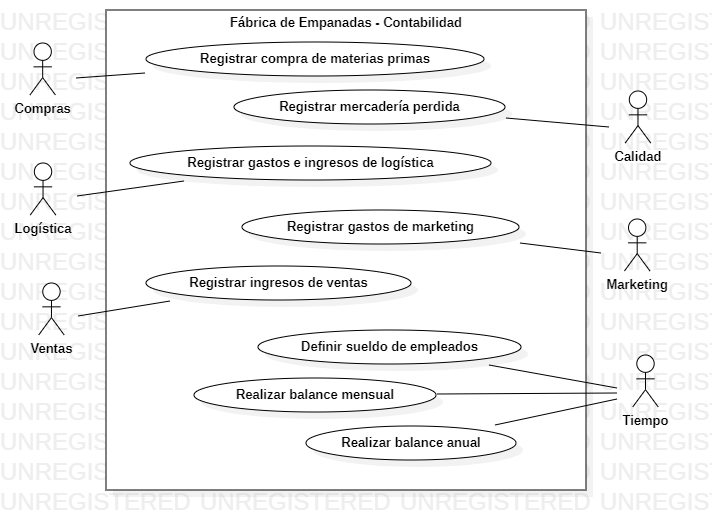 Fábrica de Empanadas - Contabilidad
Registrar compra de materias primas
Compras
Registrar mercadería perdida
Calidad
Registrar gastos e ingresos de logística
Logística
Registrar gastos de marketing
Marketing
Registrar ingresos de ventas
Ventas
Definir sueldo de empleados
Realizar balance mensual
Tiempo
Realizar balance anual
UNREGISTERED UNREGISTERED UNREGISTERED